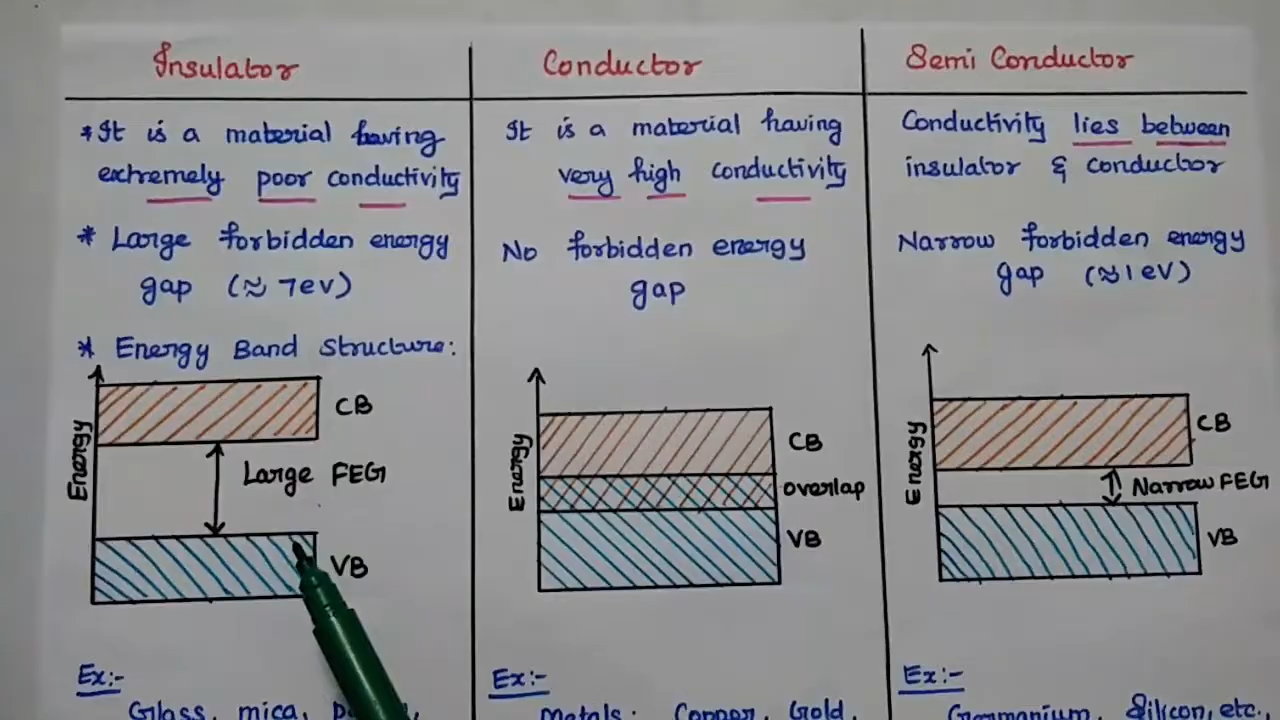 Insulator
*It is a material having
extremely poor conductivity
* Large forbidden energy
gap (≈ 7ev)
* Energy Band Structure:
Energy
CB
Large FEG
VB
Ex:-
Glass, mica,
Conductor
It is a material having
very high conductivity
No forbidden energy
gap
Energy
CB
overlap
VB
Ex:-
Metals: Copper, Gold,
Semi Conductor
Conductivity lies between
insulator & conductor
Narrow forbidden energy
gap (≈1eV)
Energy
CB
Narrow FEG
VB
Ex:-
Germanium, Silicon, etc.,